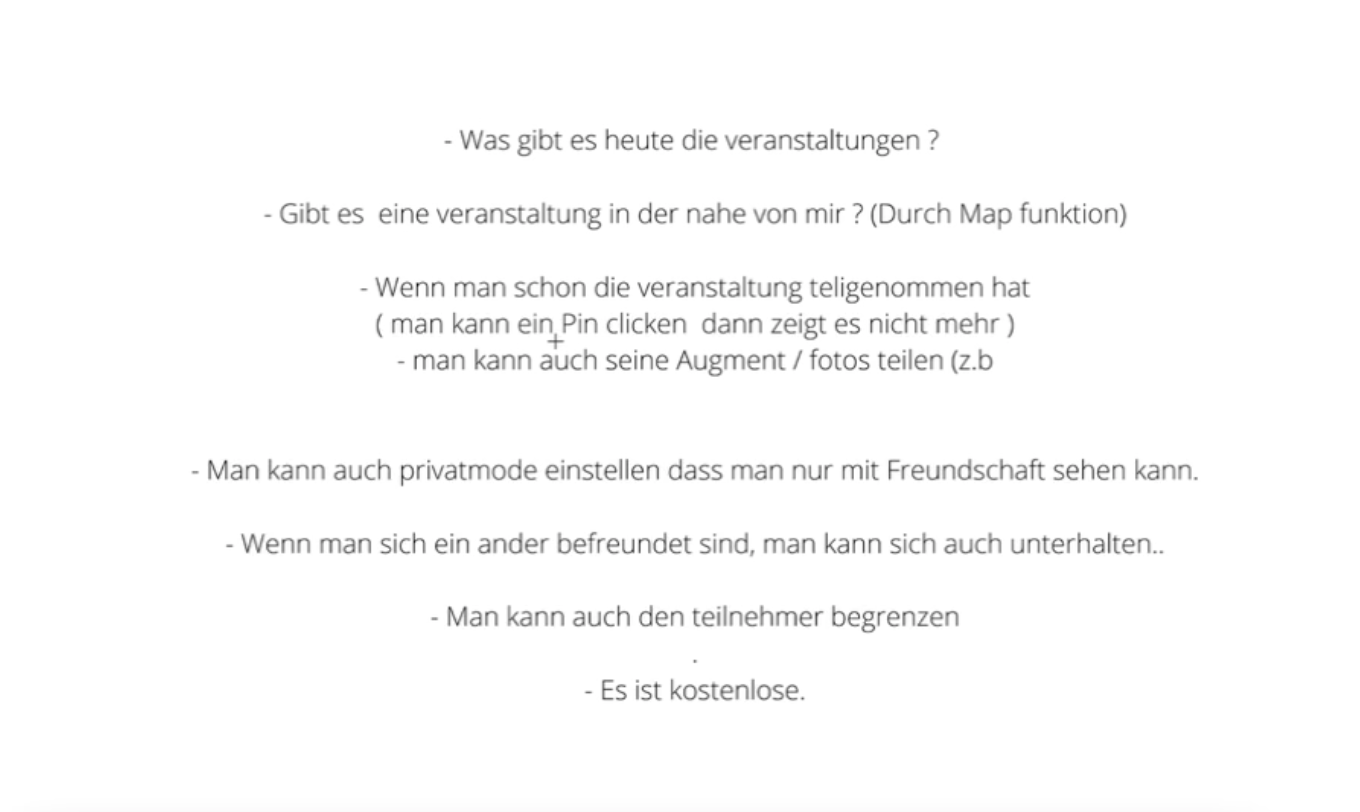 - Was gibt es heute die veranstaltungen ?
- Gibt es  eine veranstaltung in der nahe von mir ? (Durch Map funktion)
- Wenn man schon die veranstaltung teligenommen hat
( man kann ein Pin clicken  dann zeigt es nicht mehr )
- man kann auch seine Augment / fotos teilen (z.b
- Man kann auch privatmode einstellen dass man nur mit Freundschaft sehen kann.
- Wenn man sich ein ander befreundet sind, man kann sich auch unterhalten..
- Man kann auch den teilnehmer begrenzen
.
- Es ist kostenlose.